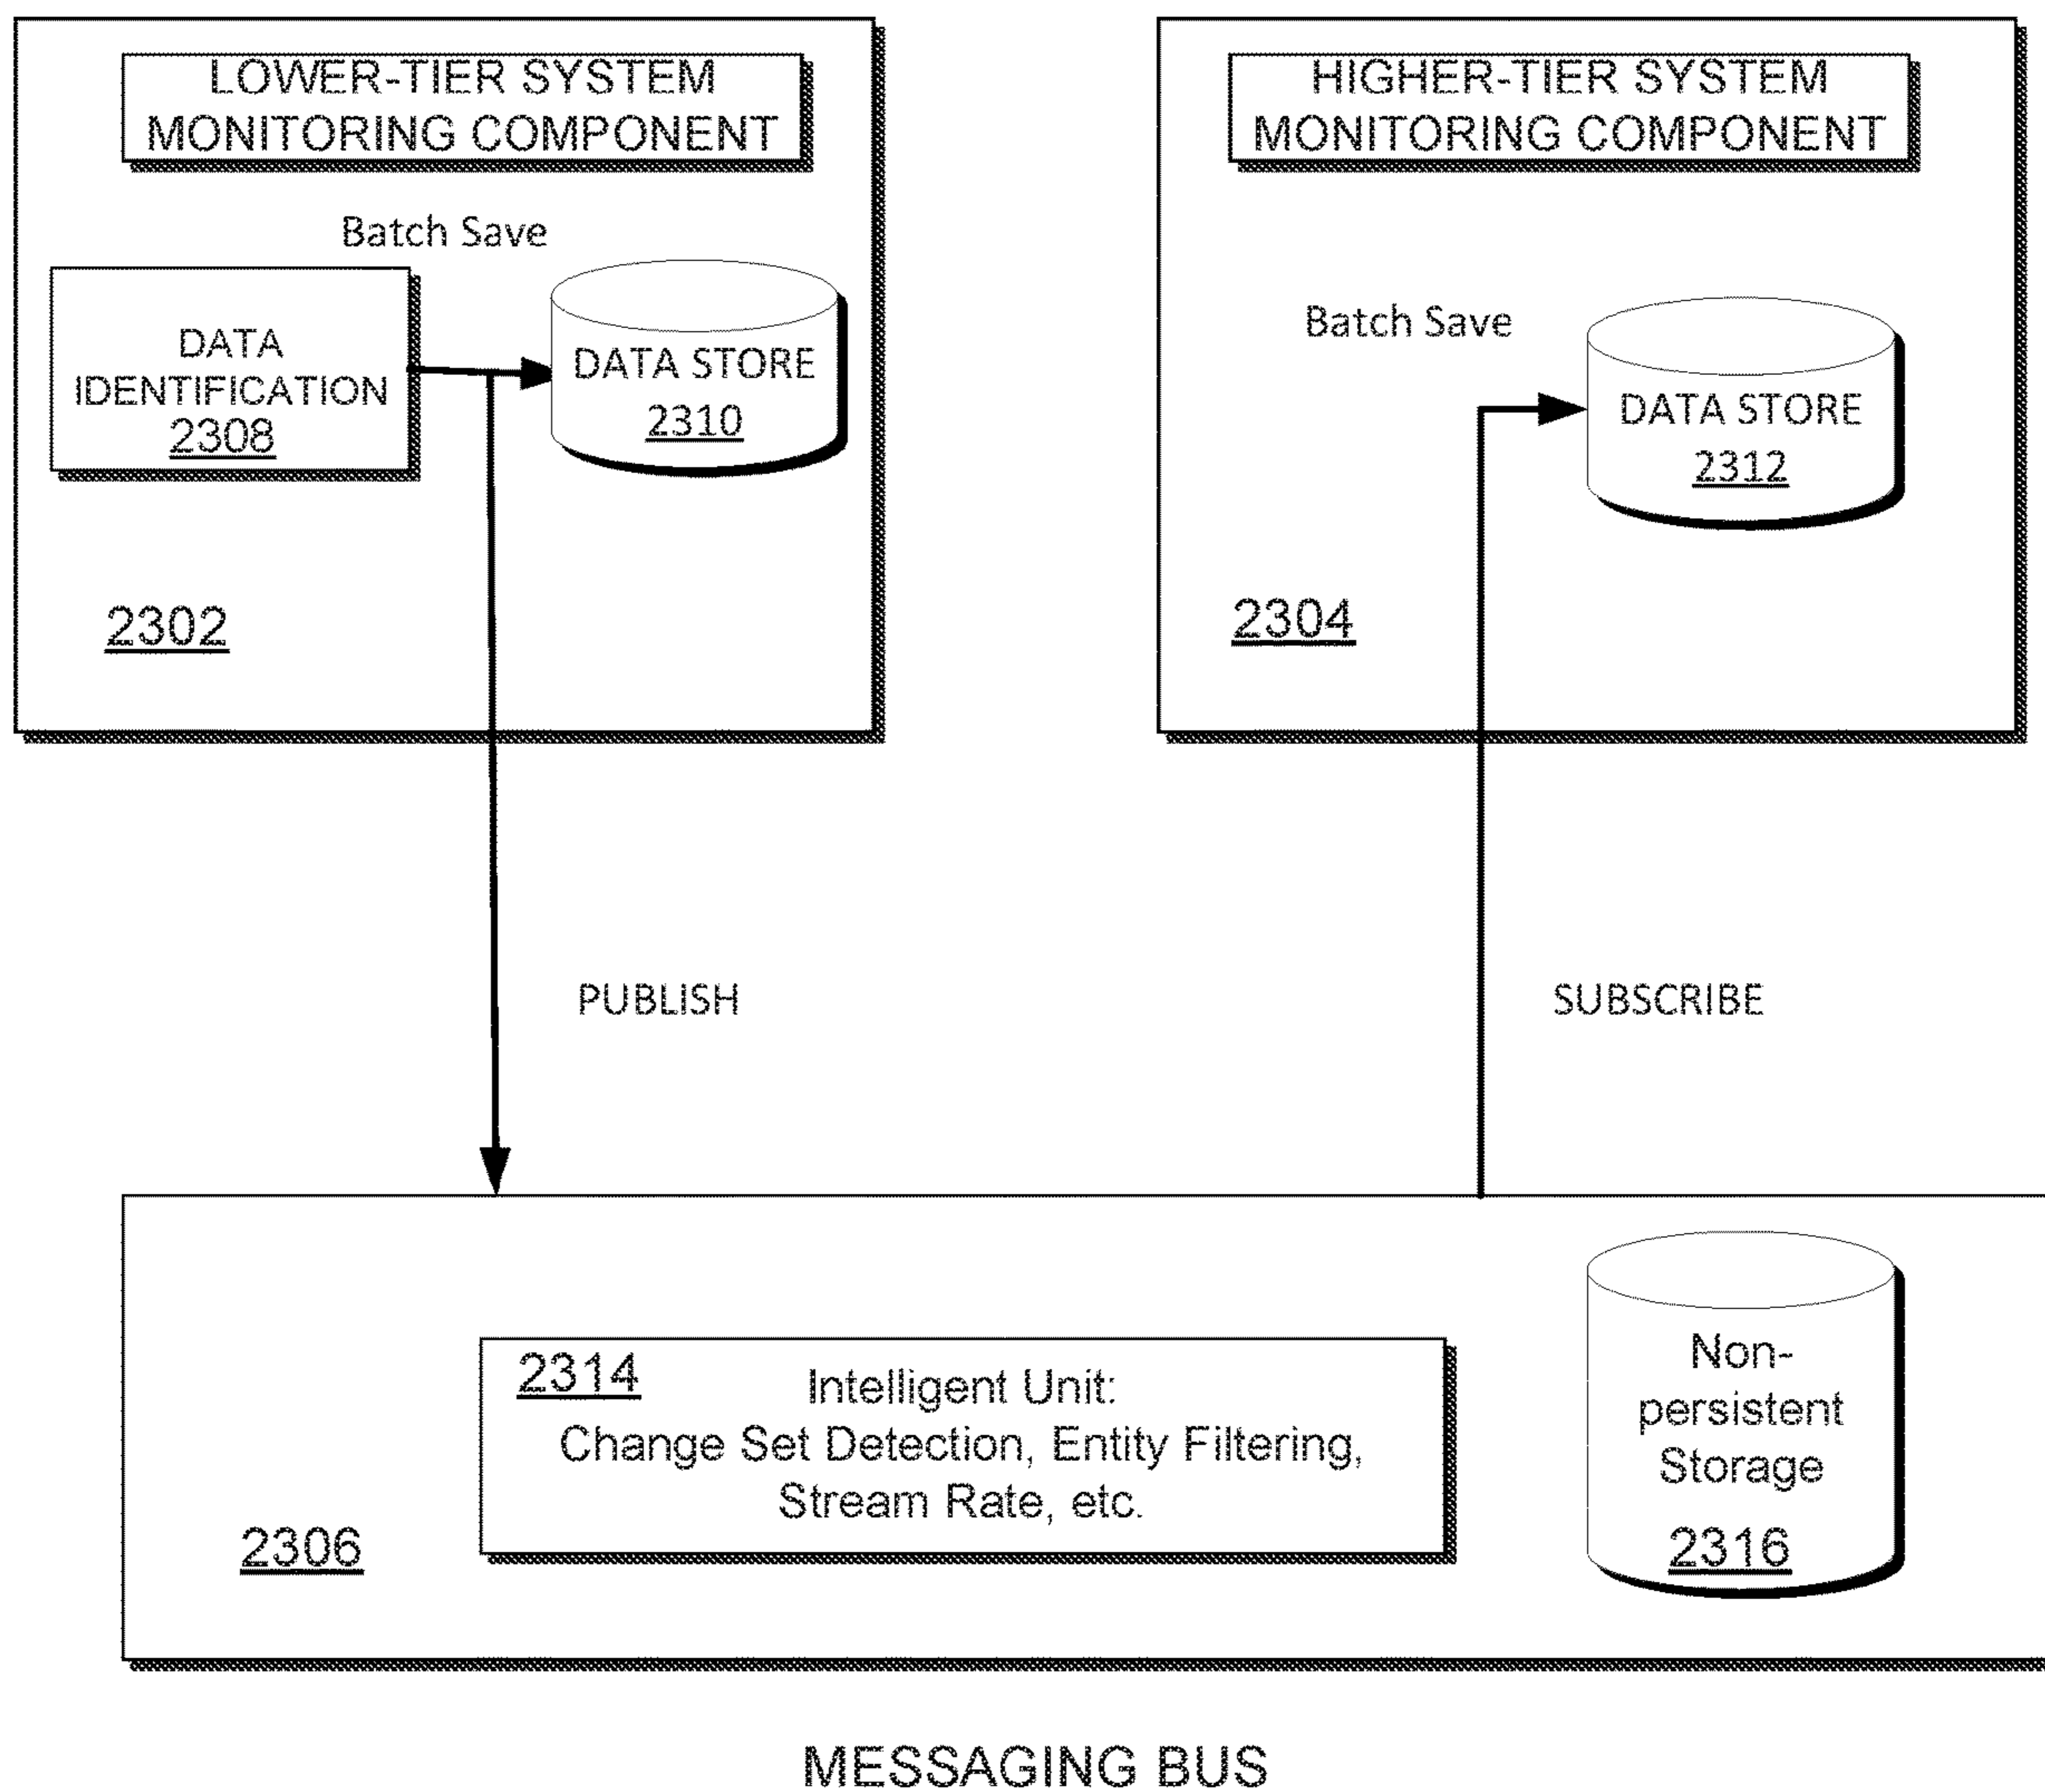 LOWER-TIER SYSTEM
MONITORING COMPONENT
Batch Save
DATA
IDENTIFICATION
2308
DATA STORE
2310
2302
HIGHER-TIER SYSTEM
MONITORING COMPONENT
Batch Save
DATA STORE
2312
2304
PUBLISH
SUBSCRIBE
2314
Intelligent Unit:
Change Set Detection, Entity Filtering,
Stream Rate, etc.
2306
Non-
persistent
Storage
2316
MESSAGING BUS